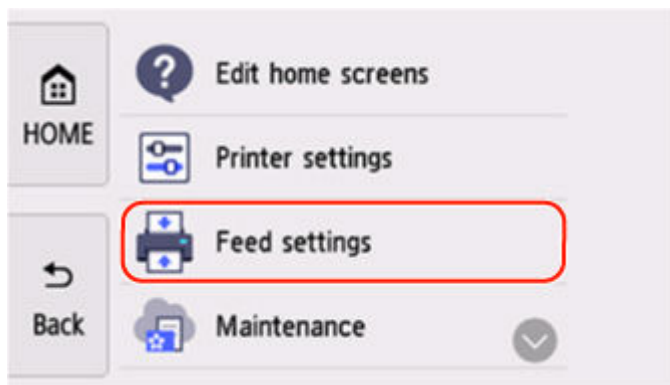 HOME
Back
Edit home screens
Printer settings
Feed settings
Maintenance